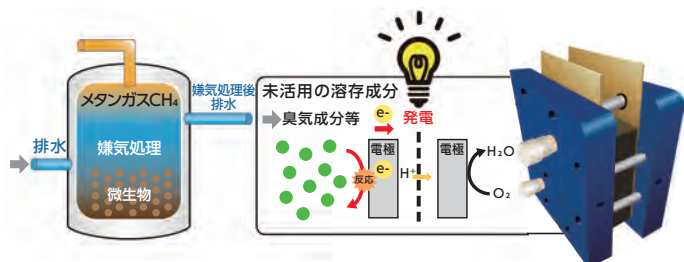 メタンガスCH₄
嫌気処理
微生物
排水
嫌気処理後
排水
未活用の溶存成分
臭気成分等
e-
発電
電極
e-
反応
H⁺
電極
H₂O
O₂